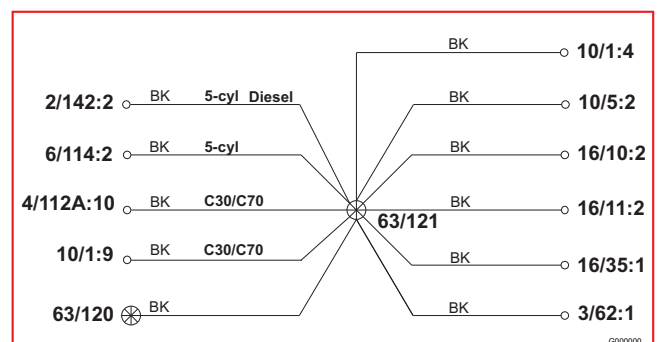 BK 10/1:4
2/142:2 BK 5-cyl Diesel BK 10/5:2
6/114:2 BK 5-cyl BK 16/10:2
4/112A:10 BK C30/C70 BK 16/11:2
63/121
10/1:9 BK C30/C70 BK 16/35:1
63/120 BK BK 3/62:1
G000000